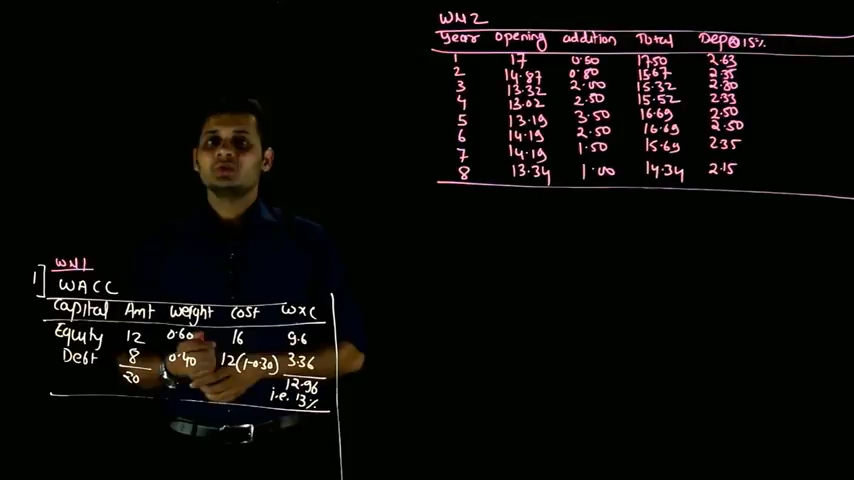 WN2
Year opening addition Total Dep@15%
1 17 0.50 17.50 2.63
2 14.87 0.80 15.67 2.35
3 13.32 2.00 15.32 2.30
4 13.02 2.50 15.52 2.33
5 13.19 3.50 16.69 2.50
6 14.19 2.50 16.69 2.50
7 14.19 1.50 15.69 2.35
8 13.34 1.00 14.34 2.15
WN1
1] WACC
Capital Amt Weight Cost WxC
Equity 12 0.60 16 9.6
Debt 8 0.40 12(1-0.30) 3.36
20 12.96
i.e. 13%